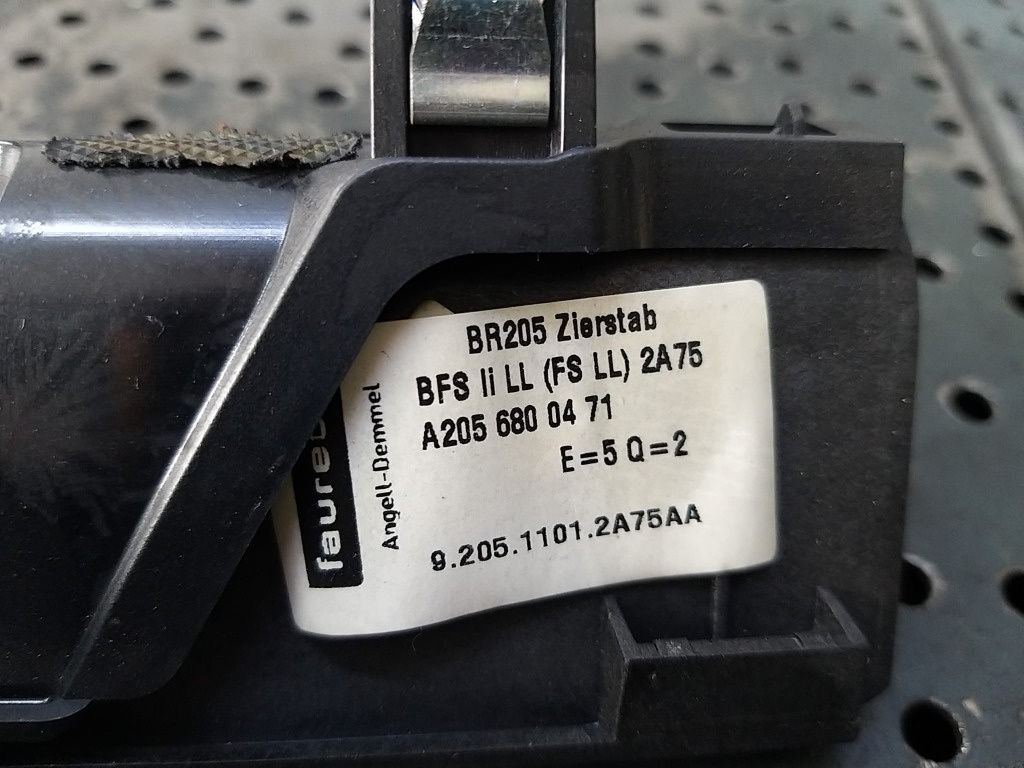 BR205 Zierstab
BFS li LL (FS LL) 2A75
A205 680 04 71
E=5 Q=2
9.205.1101.2A75AA
Angell-Demmel